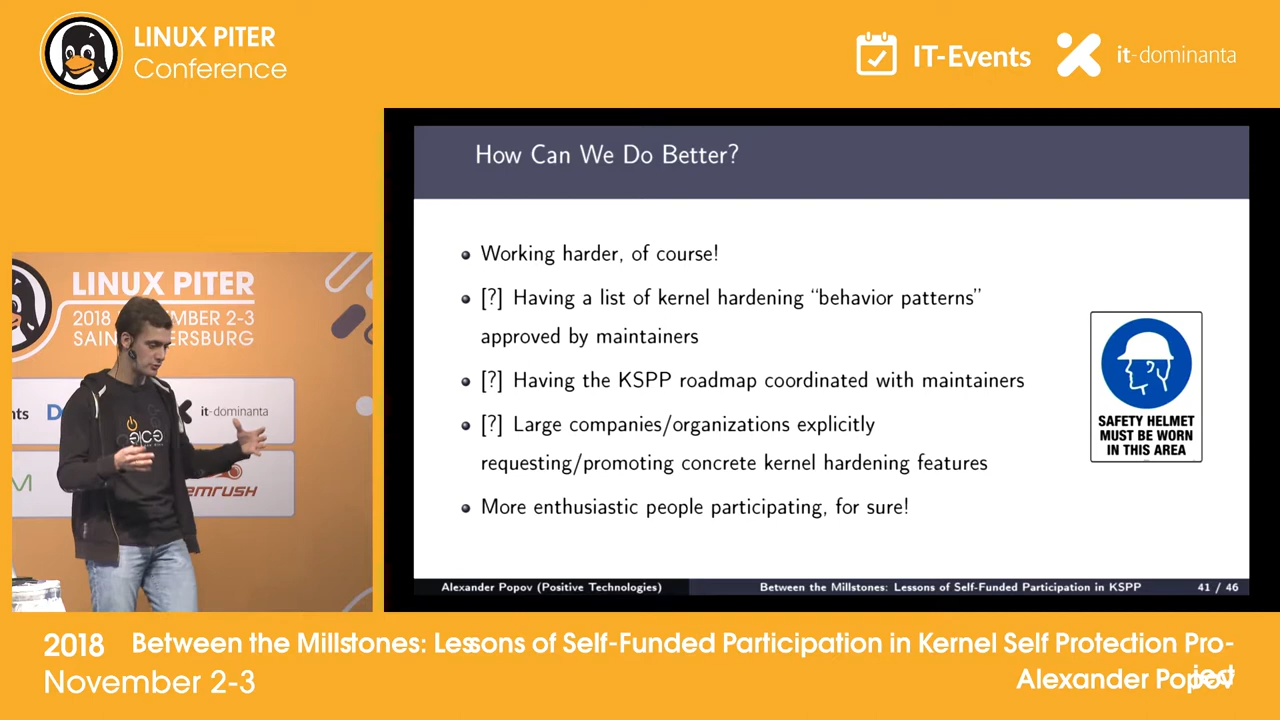 LINUX PITER
Conference
IT-Events
it-dominanta
How Can We Do Better?
Working harder, of course!
[?] Having a list of kernel hardening “behavior patterns”
approved by maintainers
[?] Having the KSPP roadmap coordinated with maintainers
[?] Large companies/organizations explicitly
requesting/promoting concrete kernel hardening features
More enthusiastic people participating, for sure!
SAFETY HELMET
MUST BE WORN
IN THIS AREA
Alexander Popov (Positive Technologies)
Between the Millstones: Lessons of Self-Funded Participation in KSPP
41 / 46
LINUX PITER
2018
2-3
it-dominanta
2018 Between the Millstones: Lessons of Self-Funded Participation in Kernel Self Protection Pro-
November 2-3
Alexander Popov